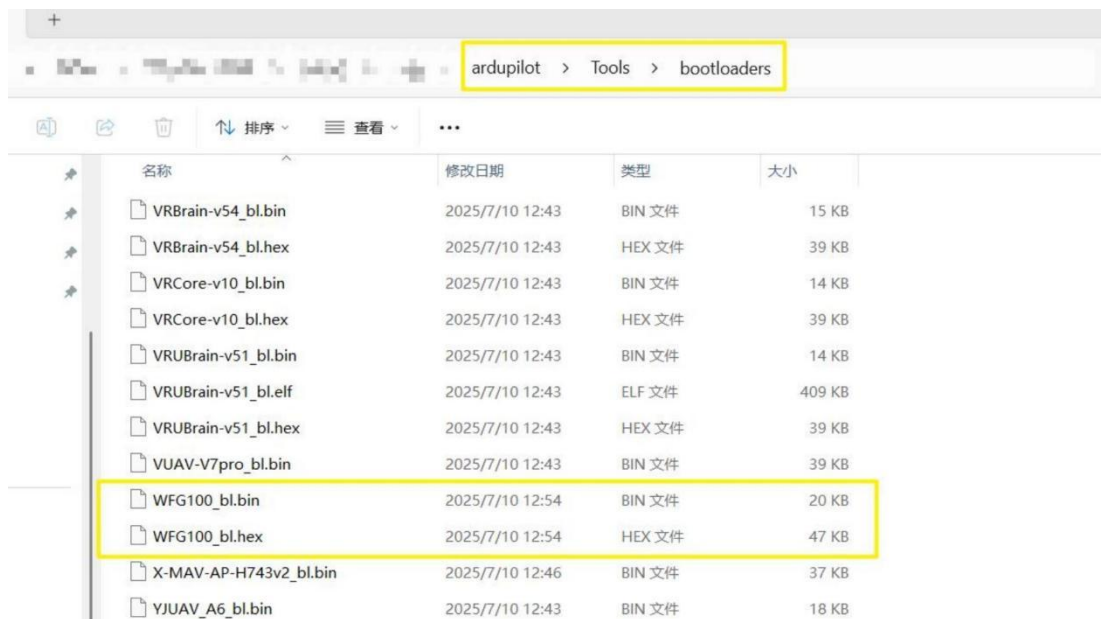 +
ardupilot > Tools > bootloaders
排序 查看 •••
名称 修改日期 类型 大小
VRBrain-v54_bl.bin 2025/7/10 12:43 BIN 文件 15 KB
VRBrain-v54_bl.hex 2025/7/10 12:43 HEX 文件 39 KB
VRCore-v10_bl.bin 2025/7/10 12:43 BIN 文件 14 KB
VRCore-v10_bl.hex 2025/7/10 12:43 HEX 文件 39 KB
VRUBrain-v51_bl.bin 2025/7/10 12:43 BIN 文件 14 KB
VRUBrain-v51_bl.elf 2025/7/10 12:43 ELF 文件 409 KB
VRUBrain-v51_bl.hex 2025/7/10 12:43 HEX 文件 39 KB
VUAV-V7pro_bl.bin 2025/7/10 12:43 BIN 文件 39 KB
WFG100_bl.bin 2025/7/10 12:54 BIN 文件 20 KB
WFG100_bl.hex 2025/7/10 12:54 HEX 文件 47 KB
X-MAV-AP-H743v2_bl.bin 2025/7/10 12:46 BIN 文件 37 KB
YJUAV_A6_bl.bin 2025/7/10 12:43 BIN 文件 18 KB